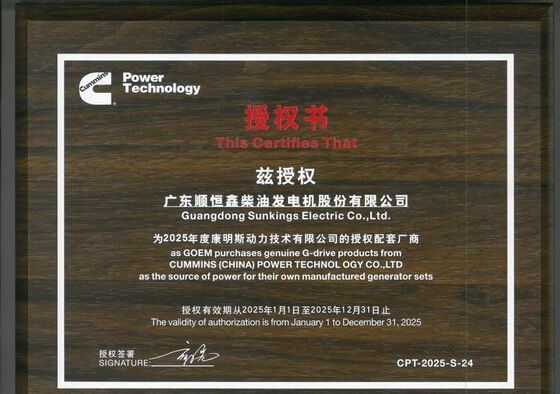 Cummins
Power
Technology
授权书
This Certifies That
兹授权
广东顺恒鑫柴油发电机股份有限公司
Guangdong Sunkings Electric Co.,Ltd.
为2025年度康明斯动力技术有限公司的授权配套厂商
as GOEM purchases genuine G-drive products from
CUMMINS (CHINA) POWER TECHNOL OGY CO.,LTD
as the source of power for their own manufactured generator sets
授权有效期从2025年1月1日至2025年12月31日止
The validity of authorization is from January 1 to December 31, 2025
授权签署
SIGNATURE:
CPT-2025-S-24